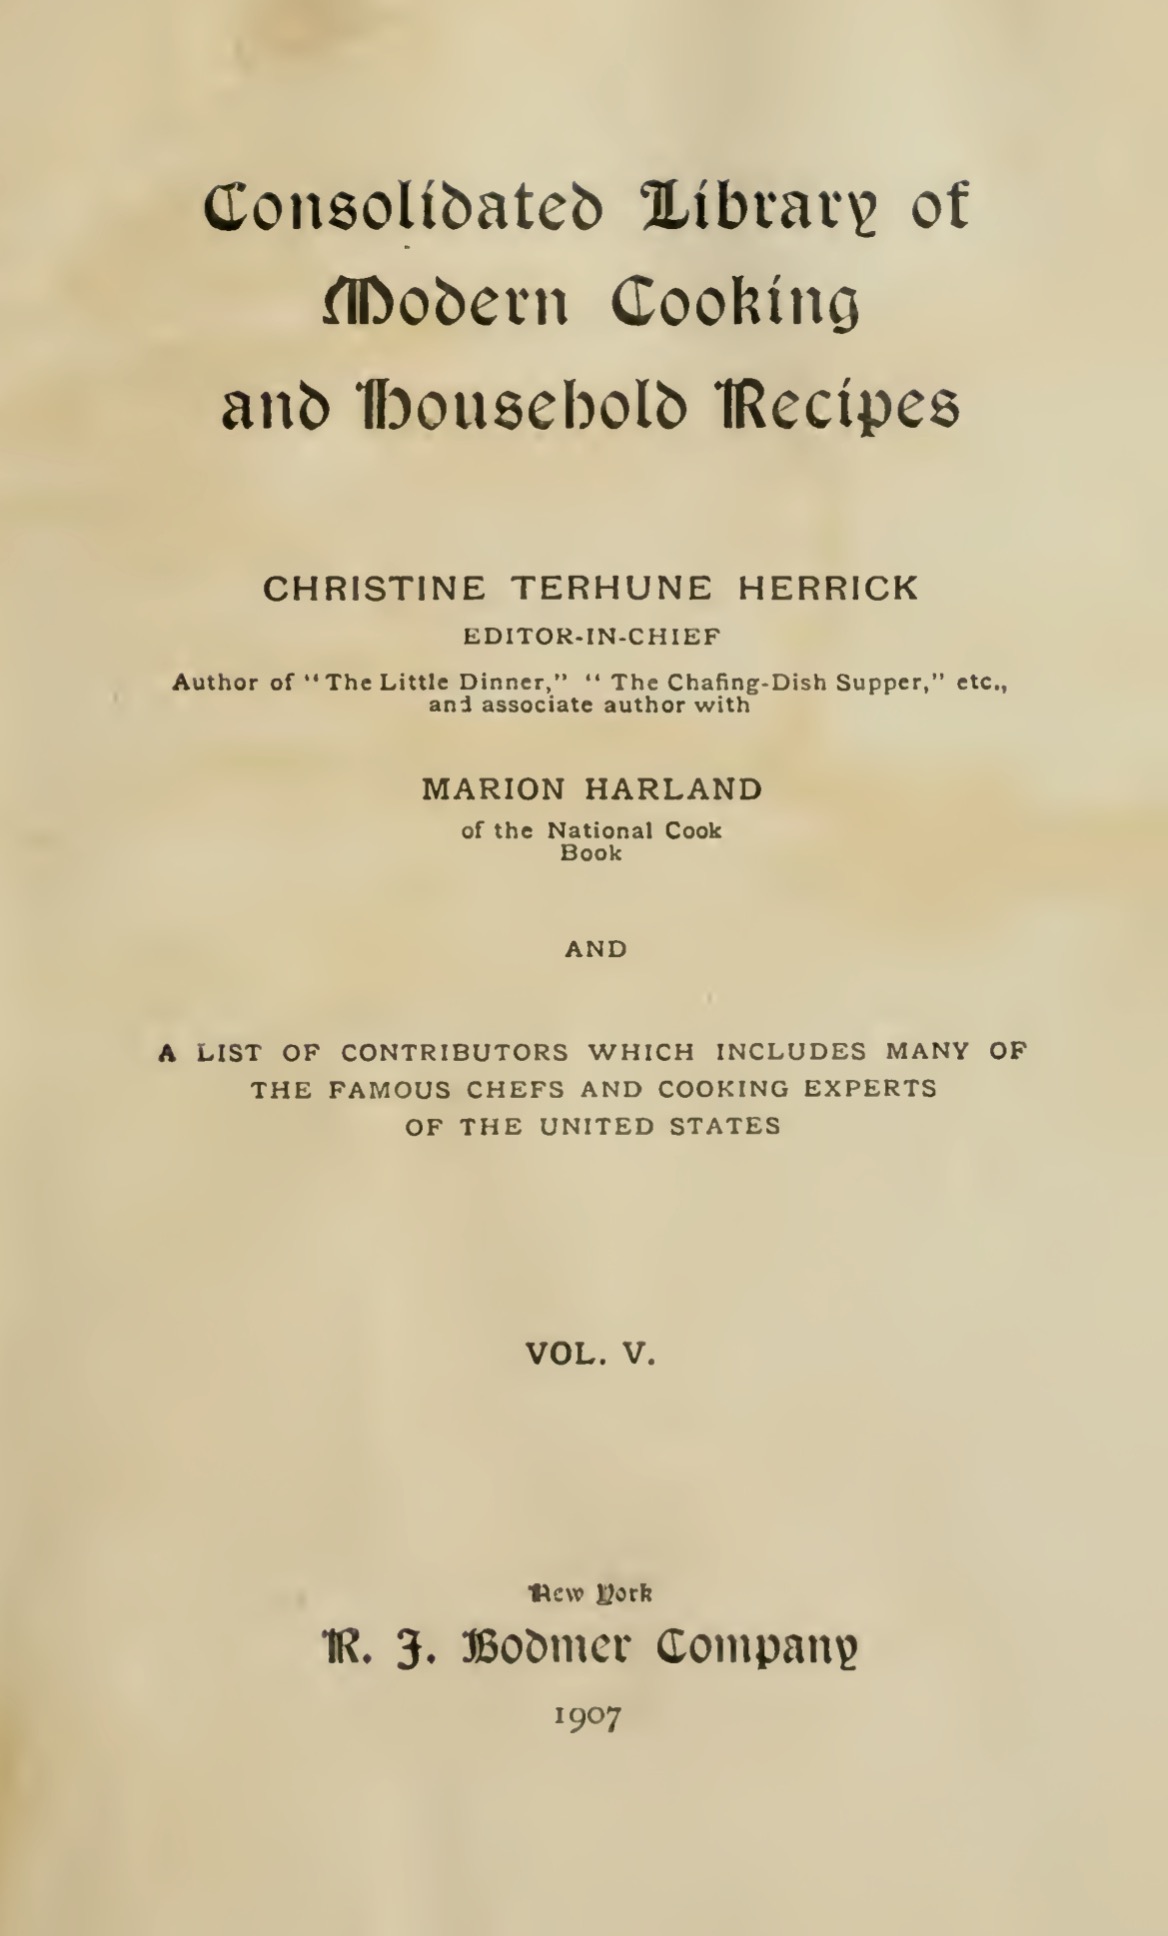 Consolidated Library of
Modern Cooking
and Household Recipes
CHRISTINE TERHUNE HERRICK
EDITOR-IN-CHIEF
Author of "The Little Dinner," "The Chafing-Dish Supper," etc.,
and associate author with
MARION HARLAND
of the National Cook
Book
AND
A LIST OF CONTRIBUTORS WHICH INCLUDES MANY OF
THE FAMOUS CHEFS AND COOKING EXPERTS
OF THE UNITED STATES
VOL. V.
New York
R. J. Bodmer Company
1907